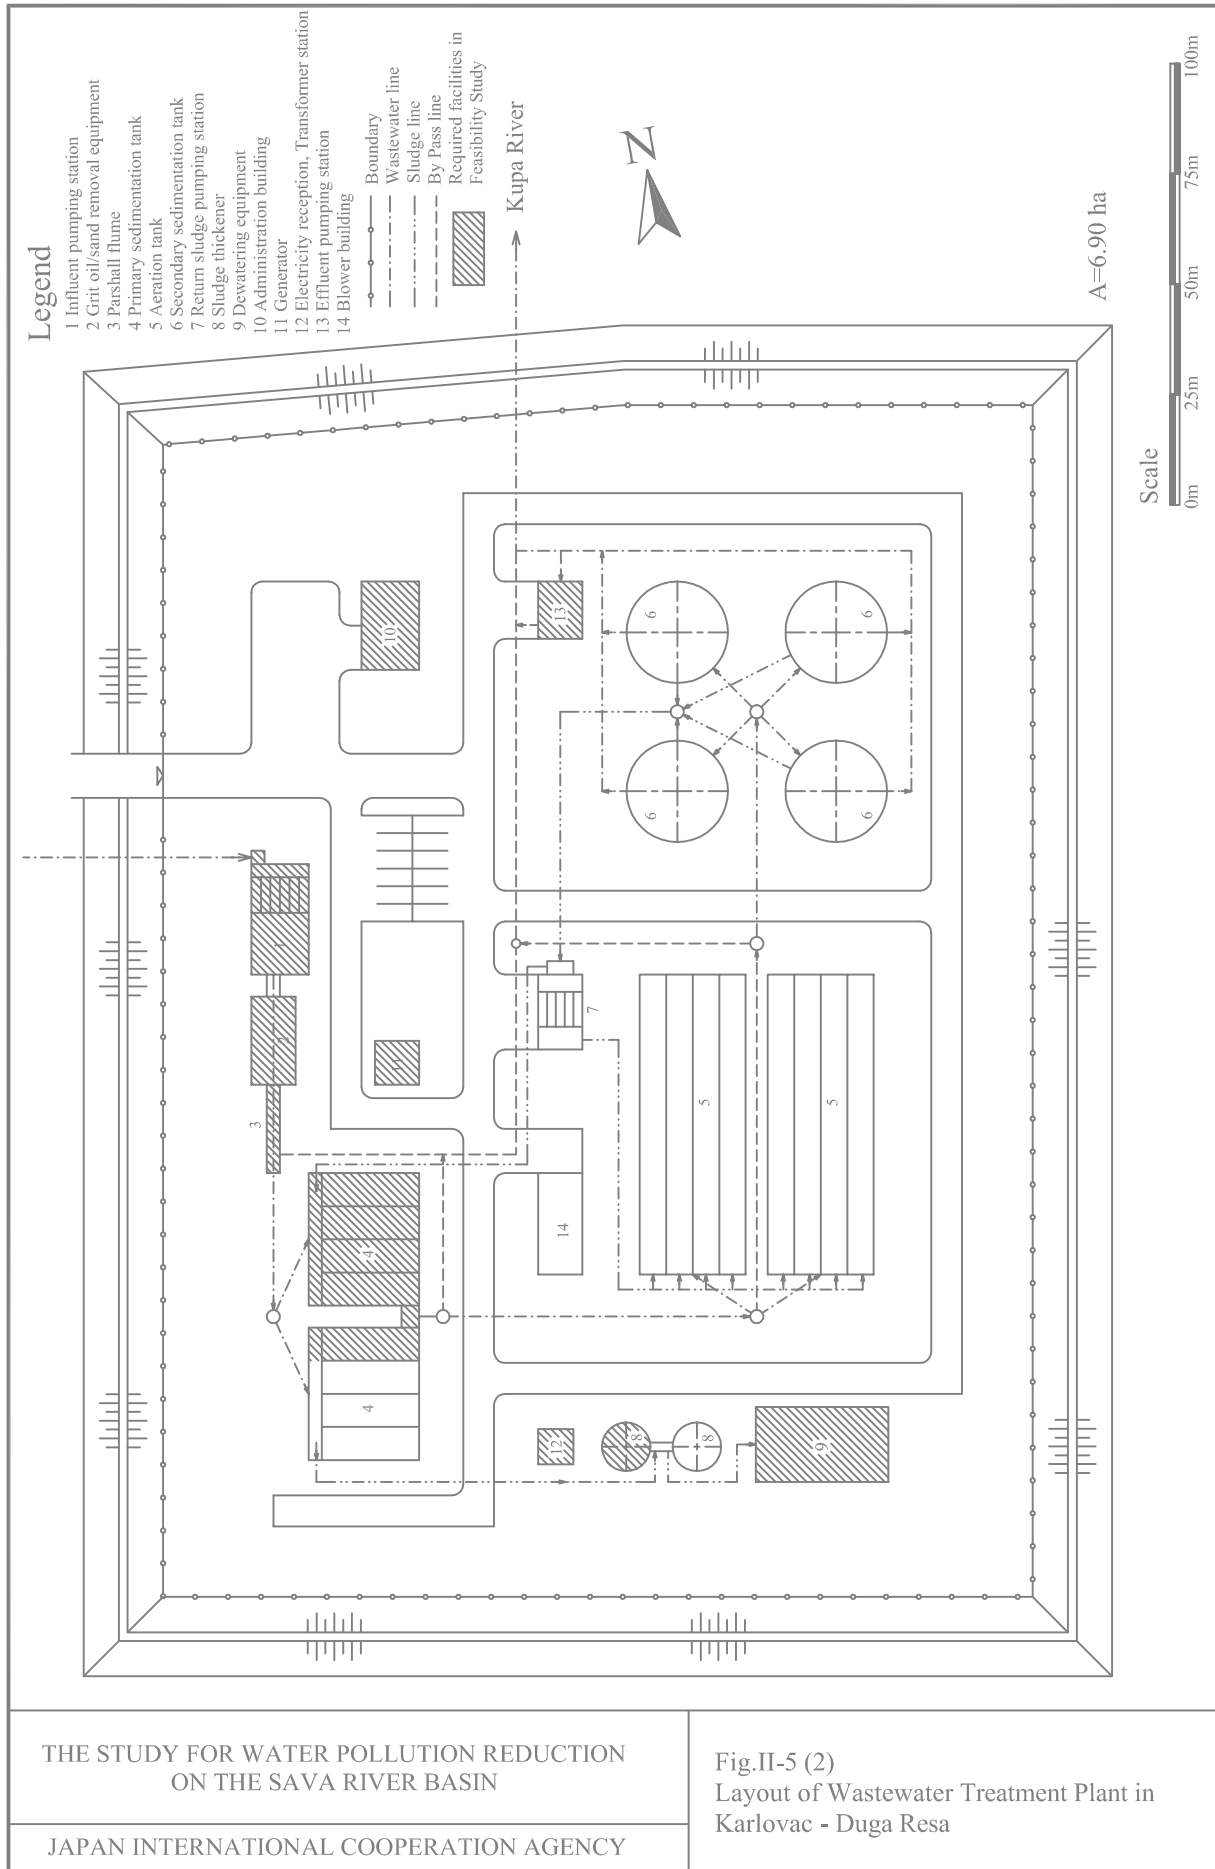 Legend
1 Influent pumping station
2 Grit oil/sand removal equipment
3 Parshall flume
4 Primary sedimentation tank
5 Aeration tank
6 Secondary sedimentation tank
7 Return sludge pumping station
8 Sludge thickener
9 Dewatering equipment
10 Administration building
11 Generator
12 Electricity reception, Transformer station
13 Effluent pumping station
14 Blower building
Boundary
Wastewater line
Sludge line
By Pass line
Required facilities in
Feasibility Study
Kupa River
N
A=6.90 ha
Scale
0m
25m
50m
75m
100m
10
13
6
6
6
6
1
2
3
11
7
5
5
4
4
14
12
8
8
9
THE STUDY FOR WATER POLLUTION REDUCTION
ON THE SAVA RIVER BASIN
JAPAN INTERNATIONAL COOPERATION AGENCY
Fig.II-5 (2)
Layout of Wastewater Treatment Plant in
Karlovac - Duga Resa